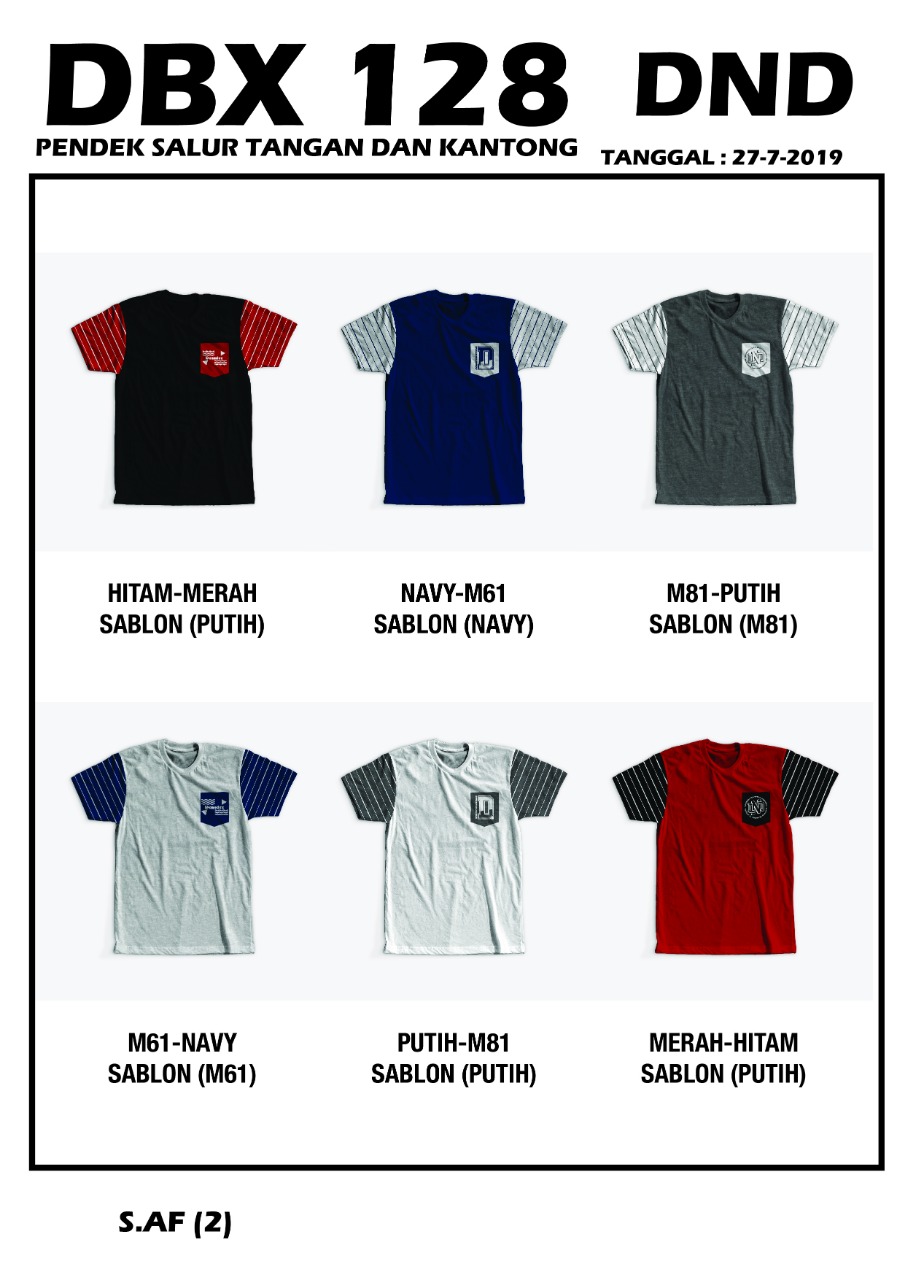 DBX 128 DND
PENDEK SALUR TANGAN DAN KANTONG
TANGGAL : 27-7-2019
HITAM-MERAH
SABLON (PUTIH)
NAVY-M61
SABLON (NAVY)
M81-PUTIH
SABLON (M81)
M61-NAVY
SABLON (M61)
PUTIH-M81
SABLON (PUTIH)
MERAH-HITAM
SABLON (PUTIH)
S.AF (2)